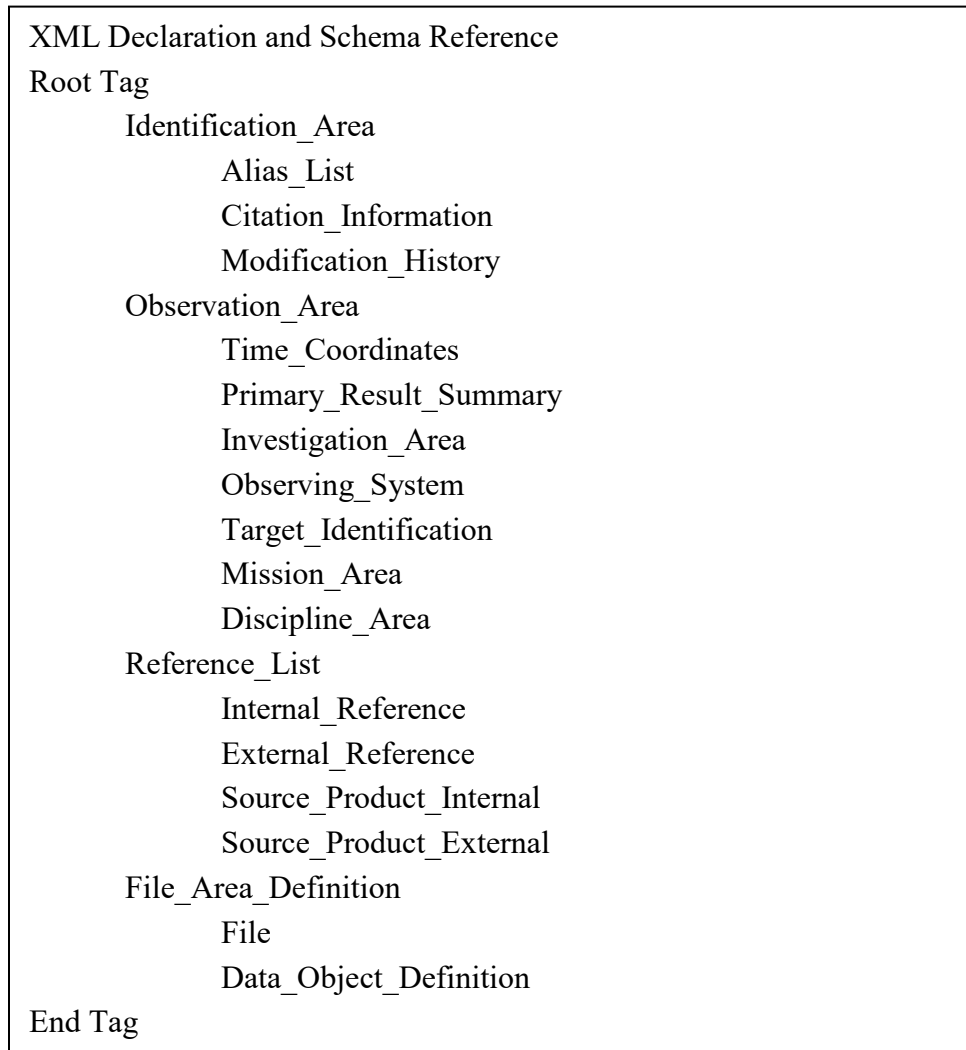 XML Declaration and Schema Reference
Root Tag
Identification_Area
Alias_List
Citation_Information
Modification_History
Observation_Area
Time_Coordinates
Primary_Result_Summary
Investigation_Area
Observing_System
Target_Identification
Mission_Area
Discipline_Area
Reference_List
Internal_Reference
External_Reference
Source_Product_Internal
Source_Product_External
File_Area_Definition
File
Data_Object_Definition
End Tag